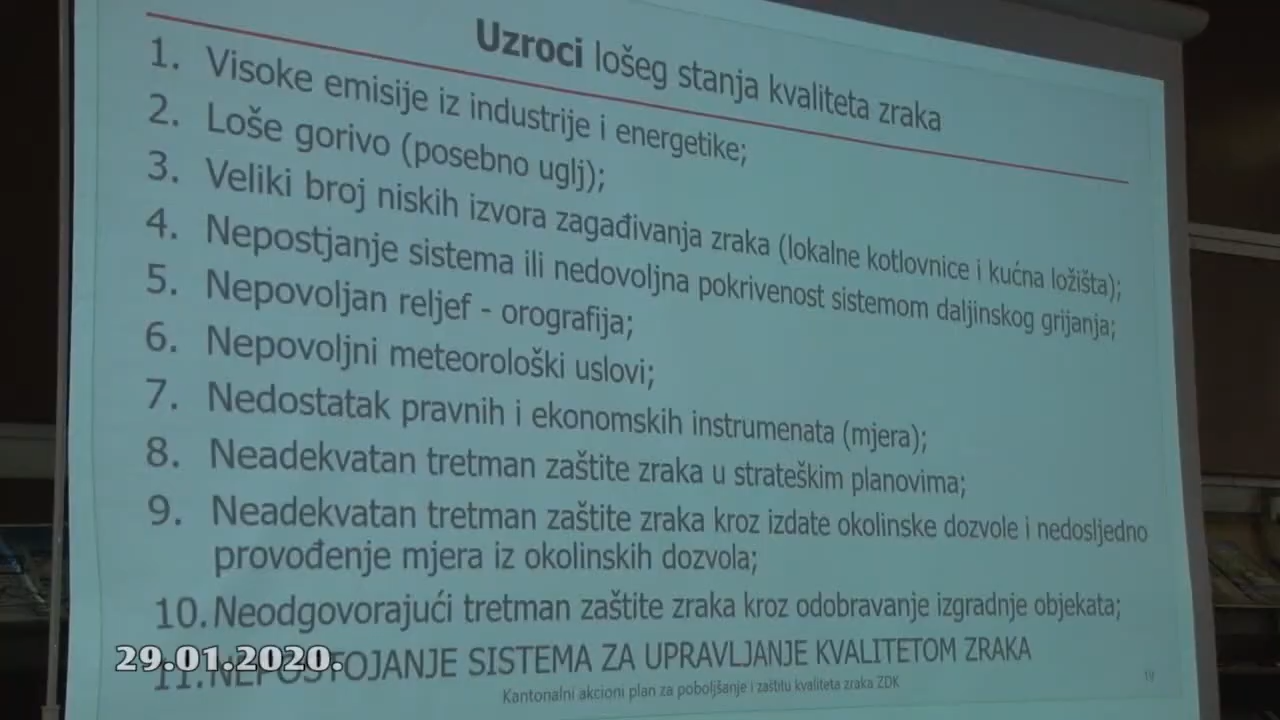 Uzroci lošeg stanja kvaliteta zraka
1. Visoke emisije iz industrije i energetike;
2. Loše gorivo (posebno uglj);
3. Veliki broj niskih izvora zagađivanja zraka (lokalne kotlovnice i kućna ložišta);
4. Nepostjanje sistema ili nedovoljna pokrivenost sistemom daljinskog grijanja;
5. Nepovoljan reljef - orografija;
6. Nepovoljni meteorološki uslovi;
7. Nedostatak pravnih i ekonomskih instrumenata (mjera);
8. Neadekvatan tretman zaštite zraka u strateškim planovima;
9. Neadekvatan tretman zaštite zraka kroz izdate okolinske dozvole i nedosljedno
provođenje mjera iz okolinskih dozvola;
10. Neodgovorajući tretman zaštite zraka kroz odobravanje izgradnje objekata;
11. NEPOSTOJANJE SISTEMA ZA UPRAVLJANJE KVALITETOM ZRAKA
29.01.2020.
Kantonalni akcioni plan za poboljšanje i zaštitu kvaliteta zraka ZDK